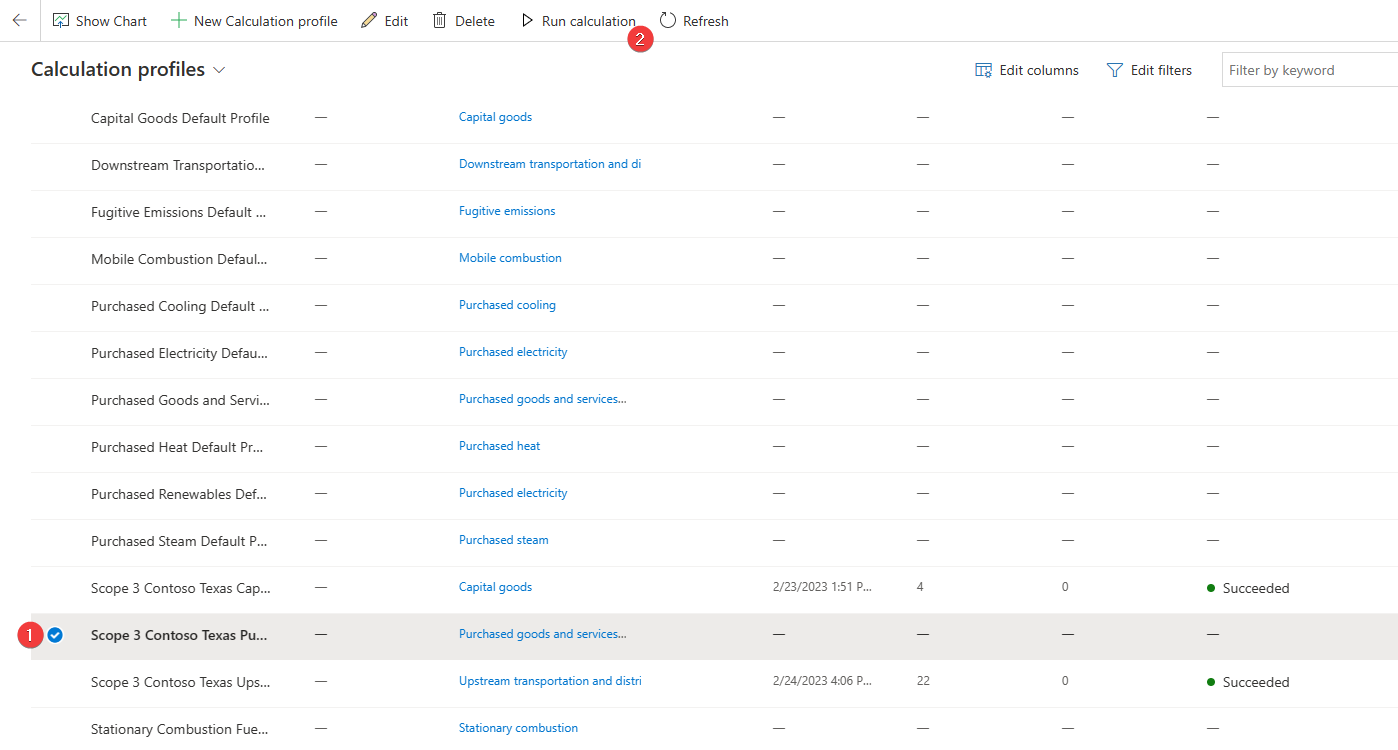 Show Chart New Calculation profile Edit Delete Run calculation Refresh
2
Calculation profiles Edit columns Edit filters Filter by keyword
Capital Goods Default Profile — Capital goods — — — —
Downstream Transportatio... — Downstream transportation and di — — — —
Fugitive Emissions Default ... — Fugitive emissions — — — —
Mobile Combustion Defaul... — Mobile combustion — — — —
Purchased Cooling Default ... — Purchased cooling — — — —
Purchased Electricity Defau... — Purchased electricity — — — —
Purchased Goods and Servi... — Purchased goods and services... — — — —
Purchased Heat Default Pr... — Purchased heat — — — —
Purchased Renewables Def... — Purchased electricity — — — —
Purchased Steam Default P... — Purchased steam — — — —
Scope 3 Contoso Texas Cap... — Capital goods 2/23/2023 1:51 P... 4 0 Succeeded
1 Scope 3 Contoso Texas Pu... — Purchased goods and services... — — — —
Scope 3 Contoso Texas Ups... — Upstream transportation and distri 2/24/2023 4:06 P... 22 0 Succeeded
Stationary Combustion Fue... — Stationary combustion — — — —